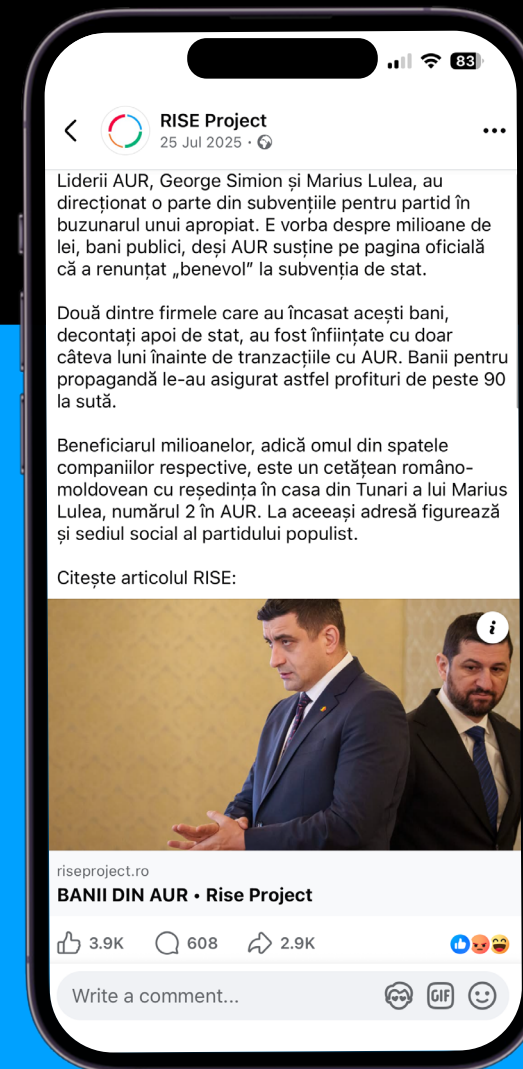 83
RISE Project
25 Jul 2025 ·
Liderii AUR, George Simion și Marius Lulea, au
direcționat o parte din subvențiile pentru partid în
buzunarul unui apropiat. E vorba despre milioane de
lei, bani publici, deși AUR susține pe pagina oficială
că a renunțat „benevol” la subvenția de stat.
Două dintre firmele care au încasat acești bani,
decontați apoi de stat, au fost înființate cu doar
câteva luni înainte de tranzacțiile cu AUR. Banii pentru
propagandă le-au asigurat astfel profituri de peste 90
la sută.
Beneficiarul milioanelor, adică omul din spatele
companiilor respective, este un cetățean româno-
moldovean cu reședința în casa din Tunari a lui Marius
Lulea, numărul 2 în AUR. La aceeași adresă figurează
și sediul social al partidului populist.
Citește articolul RISE:
riseproject.ro
BANII DIN AUR • Rise Project
3.9K 608 2.9K
Write a comment... GIF